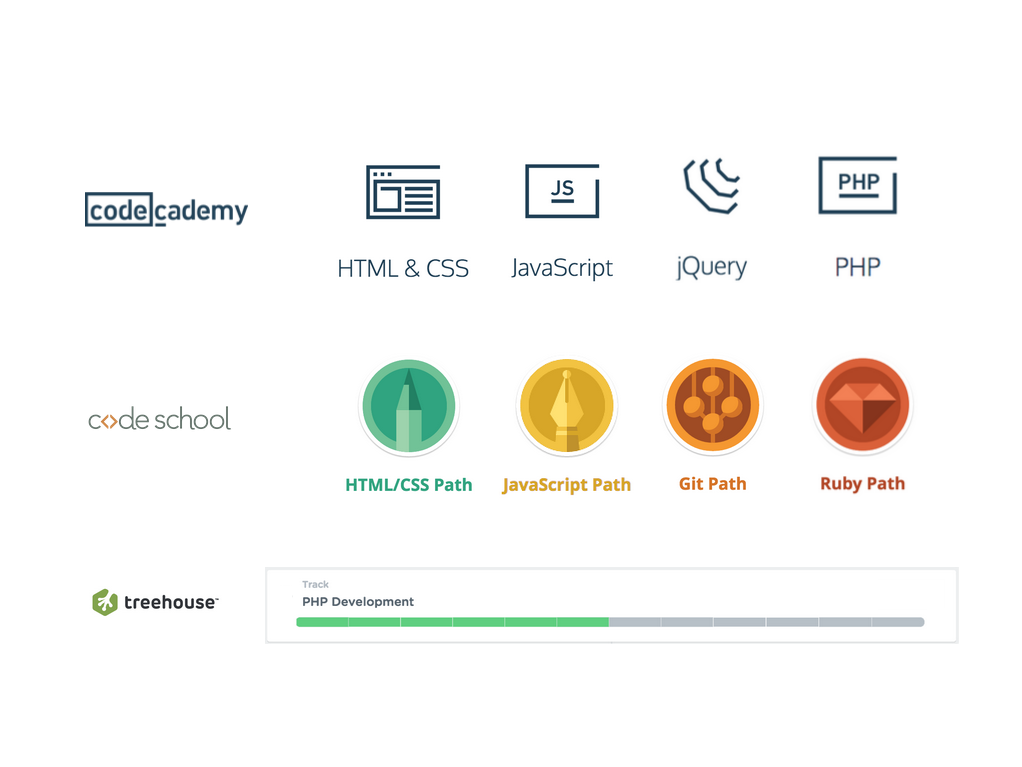 codecademy
JS
PHP
HTML & CSS
JavaScript
jQuery
PHP
code school
HTML/CSS Path
JavaScript Path
Git Path
Ruby Path
treehouse™
Track
PHP Development